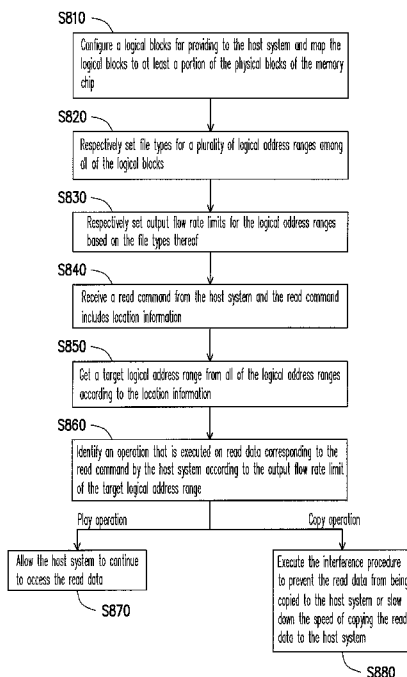 S810
Configure a logical blocks for providing to the host system and map the
logical blocks to at least a portion of the physical blocks of the memory
chip
S820
Respectively set file types for a plurality of logical address ranges among
all of the logical blocks
S830
Respectively set output flow rate limits for the logical address ranges
based on the file types thereof
S840
Receive a read command from the host system and the read command
includes location information
S850
Get a target logical address range from all of the logical address ranges
according to the location information
S860
Identify an operation that is executed on read data corresponding to the
read command by the host system according to the output flow rate limit
of the target logical address range
Play operation
Copy operation
Allow the host system to continue
to access the read data
S870
Execute the interference procedure
to prevent the read data from being
copied to the host system or slow
down the speed of copying the read
data to the host system
S880